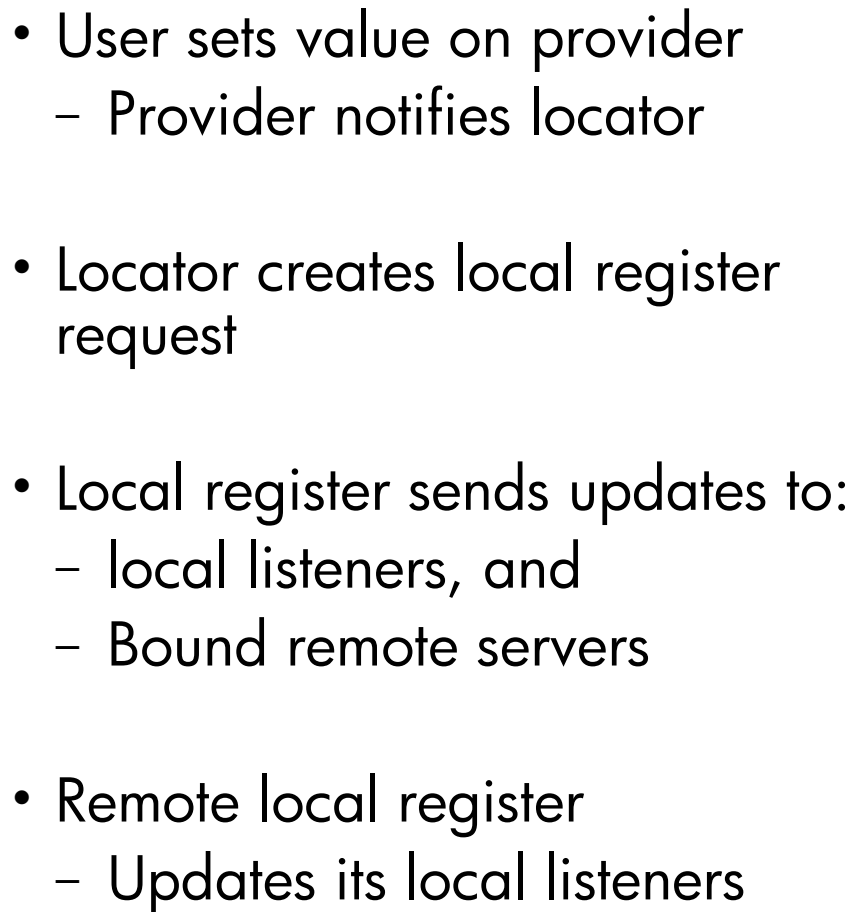 • User sets value on provider
– Provider notifies locator
• Locator creates local register
request
• Local register sends updates to:
– local listeners, and
– Bound remote servers
• Remote local register
– Updates its local listeners